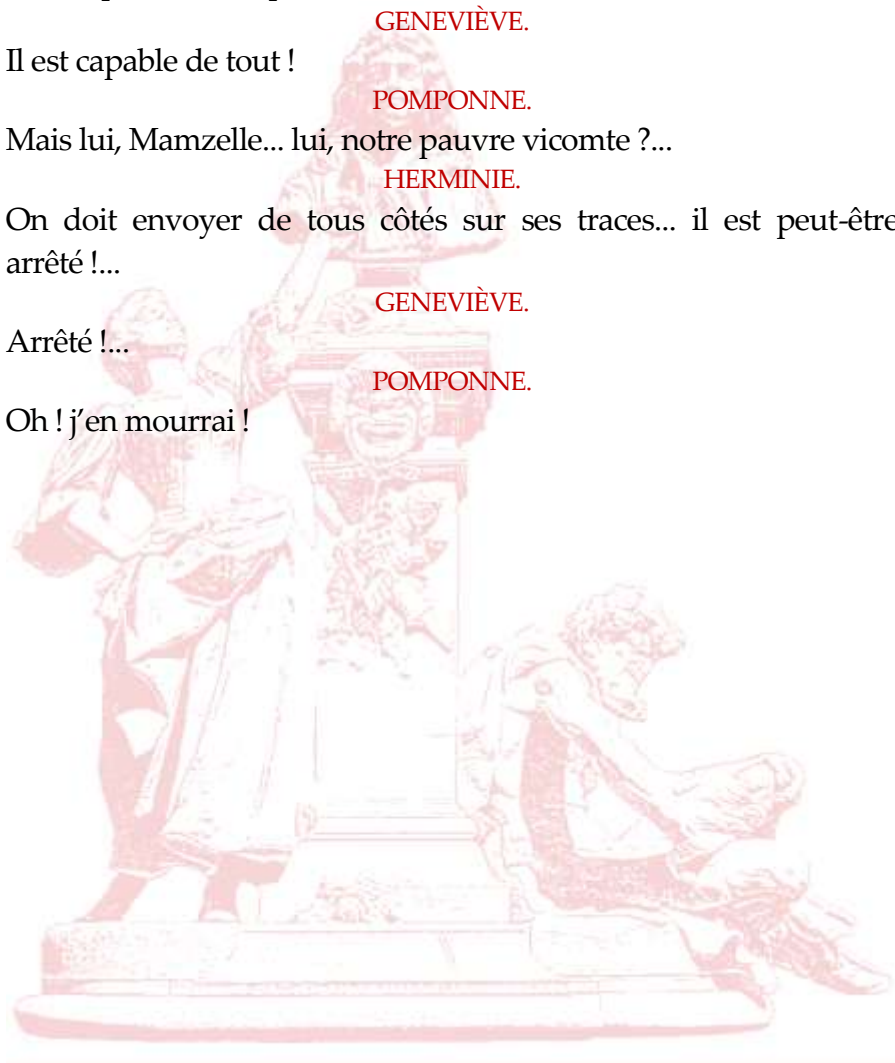 GENEVIÈVE.
Il est capable de tout !
POMPONNE.
Mais lui, Mamzelle... lui, notre pauvre vicomte ?...
HERMINIE.
On doit envoyer de tous côtés sur ses traces... il est peut-être
arrêté !...
GENEVIÈVE.
Arrêté !...
POMPONNE.
Oh ! j’en mourrai !